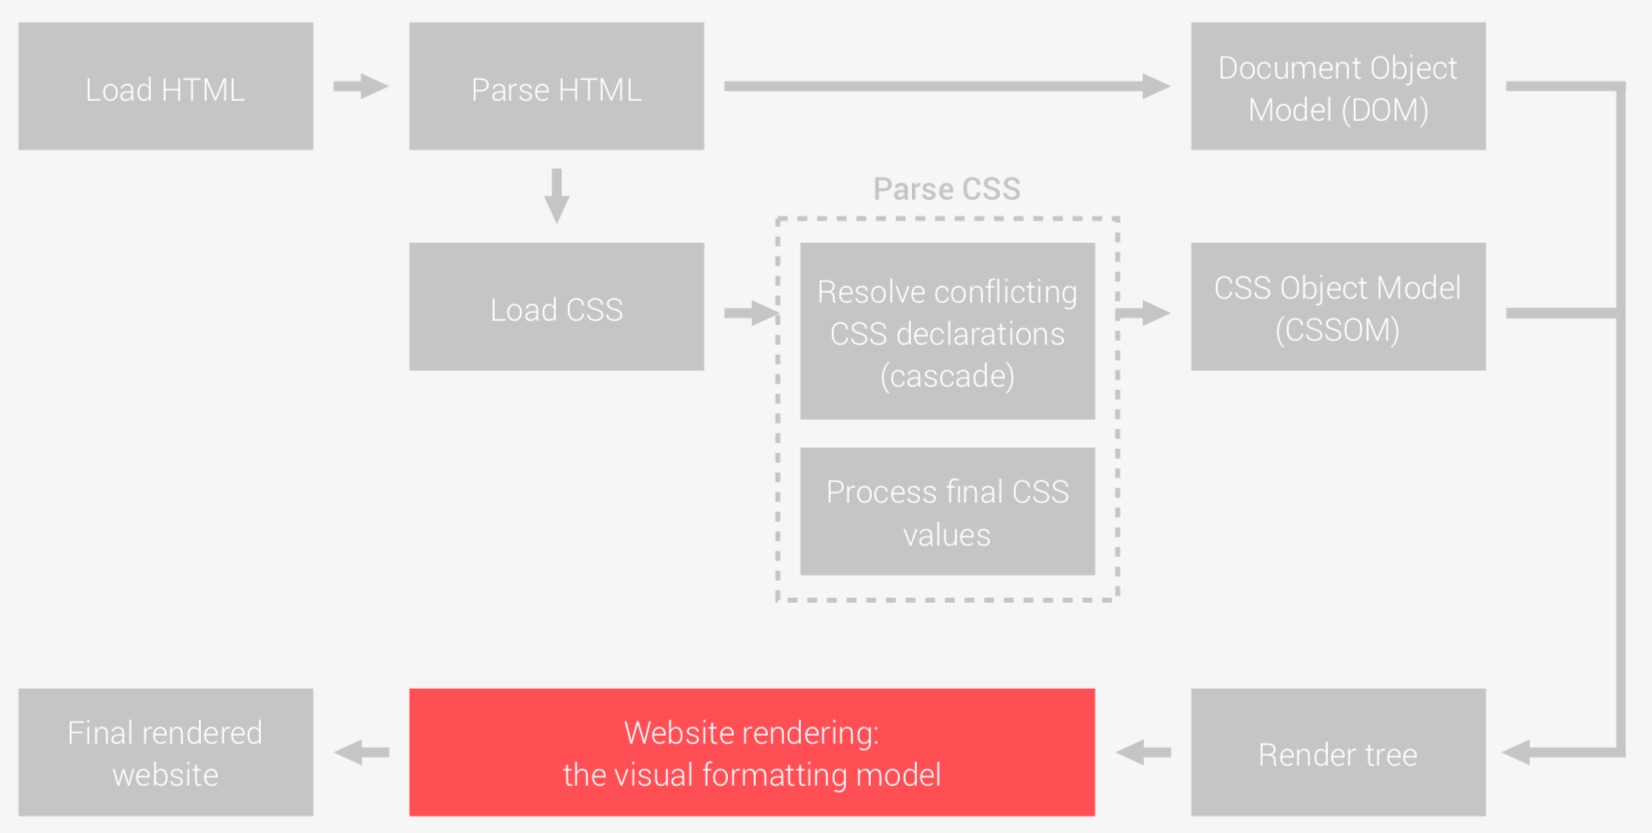 Load HTML
Parse HTML
Document Object
Model (DOM)
Parse CSS
Load CSS
Resolve conflicting
CSS declarations
(cascade)
CSS Object Model
(CSSOM)
Process final CSS
values
Final rendered
website
Website rendering:
the visual formatting model
Render tree